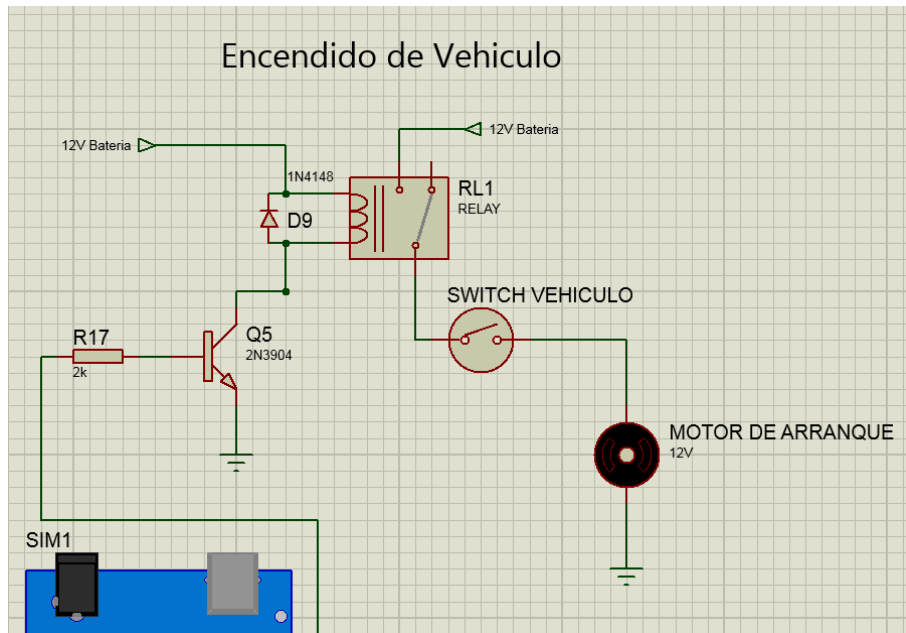 Encendido de Vehiculo
12V Bateria
12V Bateria
1N4148
D9
RL1
RELAY
SWITCH VEHICULO
R17
2k
Q5
2N3904
MOTOR DE ARRANQUE
12V
SIM1